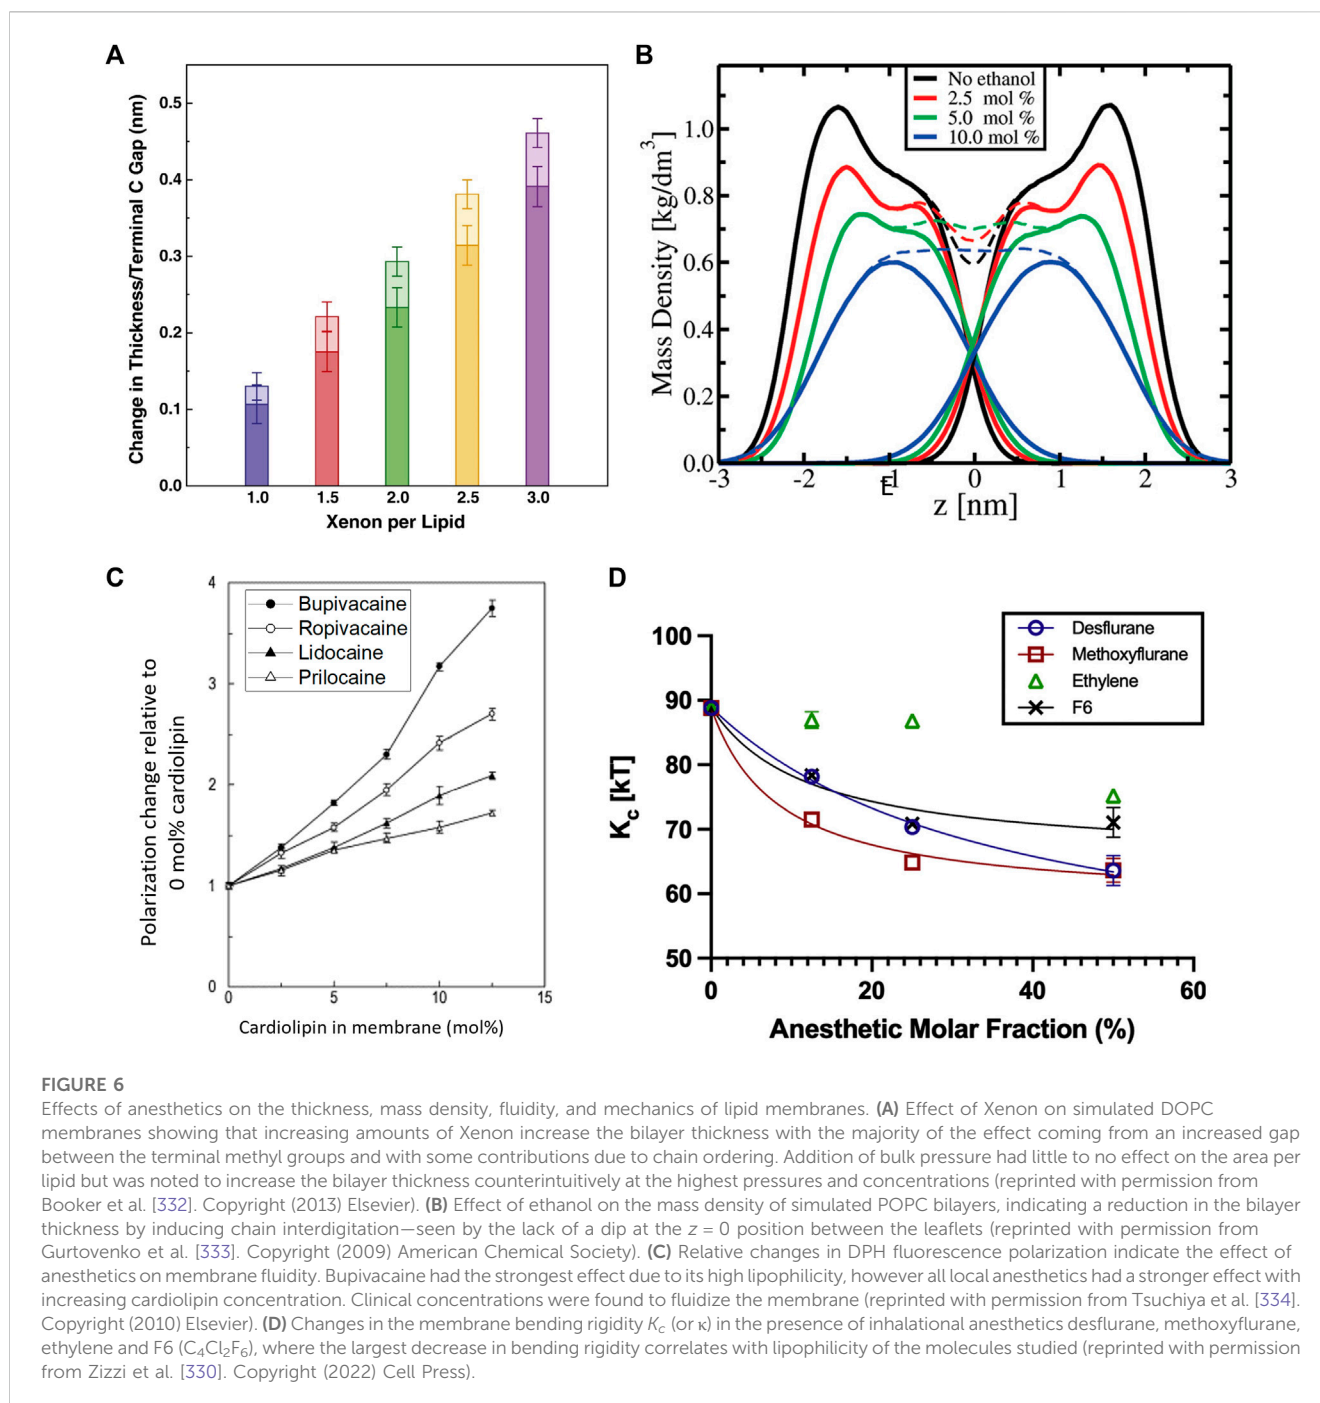 A
Change in Thickness/Terminal C Gap (nm)
0.5
0.4
0.3
0.2
0.1
0.0
1.0 1.5 2.0 2.5 3.0
Xenon per Lipid
B
Mass Density [kg/dm³]
No ethanol
2.5 mol %
5.0 mol %
10.0 mol %
1.0
0.8
0.6
0.4
0.2
0.0
-3 -2 -1 0 1 2 3
E
z [nm]
C
Polarization change relative to
0 mol% cardiolipin
4
3
2
1
0
Bupivacaine
Ropivacaine
Lidocaine
Prilocaine
0 5 10 15
Cardiolipin in membrane (mol%)
D
Kc [kT]
100
90
80
70
60
50
Desflurane
Methoxyflurane
Ethylene
F6
0 20 40 60
Anesthetic Molar Fraction (%)
FIGURE 6
Effects of anesthetics on the thickness, mass density, fluidity, and mechanics of lipid membranes. (A) Effect of Xenon on simulated DOPC
membranes showing that increasing amounts of Xenon increase the bilayer thickness with the majority of the effect coming from an increased gap
between the terminal methyl groups and with some contributions due to chain ordering. Addition of bulk pressure had little to no effect on the area per
lipid but was noted to increase the bilayer thickness counterintuitively at the highest pressures and concentrations (reprinted with permission from
Booker et al. [332]. Copyright (2013) Elsevier). (B) Effect of ethanol on the mass density of simulated POPC bilayers, indicating a reduction in the bilayer
thickness by inducing chain interdigitation—seen by the lack of a dip at the z = 0 position between the leaflets (reprinted with permission from
Gurtovenko et al. [333]. Copyright (2009) American Chemical Society). (C) Relative changes in DPH fluorescence polarization indicate the effect of
anesthetics on membrane fluidity. Bupivacaine had the strongest effect due to its high lipophilicity, however all local anesthetics had a stronger effect with
increasing cardiolipin concentration. Clinical concentrations were found to fluidize the membrane (reprinted with permission from Tsuchiya et al. [334].
Copyright (2010) Elsevier). (D) Changes in the membrane bending rigidity Kc (or κ) in the presence of inhalational anesthetics desflurane, methoxyflurane,
ethylene and F6 (C₄Cl₂F₆), where the largest decrease in bending rigidity correlates with lipophilicity of the molecules studied (reprinted with permission
from Zizzi et al. [330]. Copyright (2022) Cell Press).